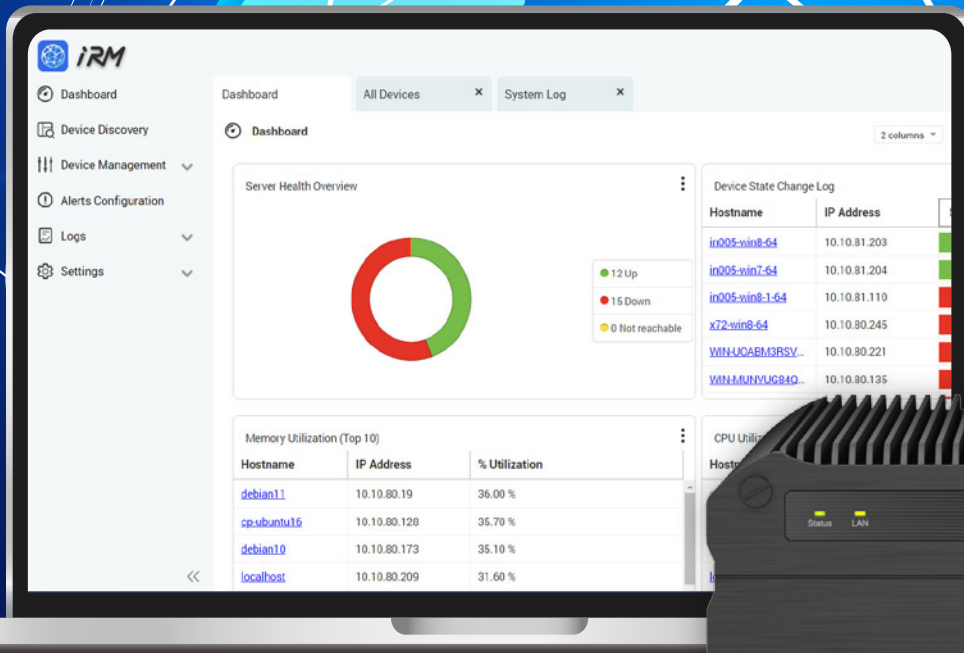 iRM
Dashboard
Device Discovery
Device Management
Alerts Configuration
Logs
Settings
Dashboard
All Devices ×
System Log ×
Dashboard
2 columns
Server Health Overview
12 Up
15 Down
0 Not reachable
Device State Change Log
Hostname IP Address
in005-win8-64 10.10.81.203
in005-win7-64 10.10.81.204
in005-win8-1-64 10.10.81.110
x72-win8-64 10.10.80.245
WIN-UOABM3RSV... 10.10.80.221
WIN-MUNVUG84Q... 10.10.80.135
Memory Utilization (Top 10)
Hostname IP Address % Utilization
debian11 10.10.80.19 36.00 %
cp-ubuntu16 10.10.80.128 35.70 %
debian10 10.10.80.173 35.10 %
localhost 10.10.80.209 31.60 %
CPU Utiliz
Hostn
Status LAN